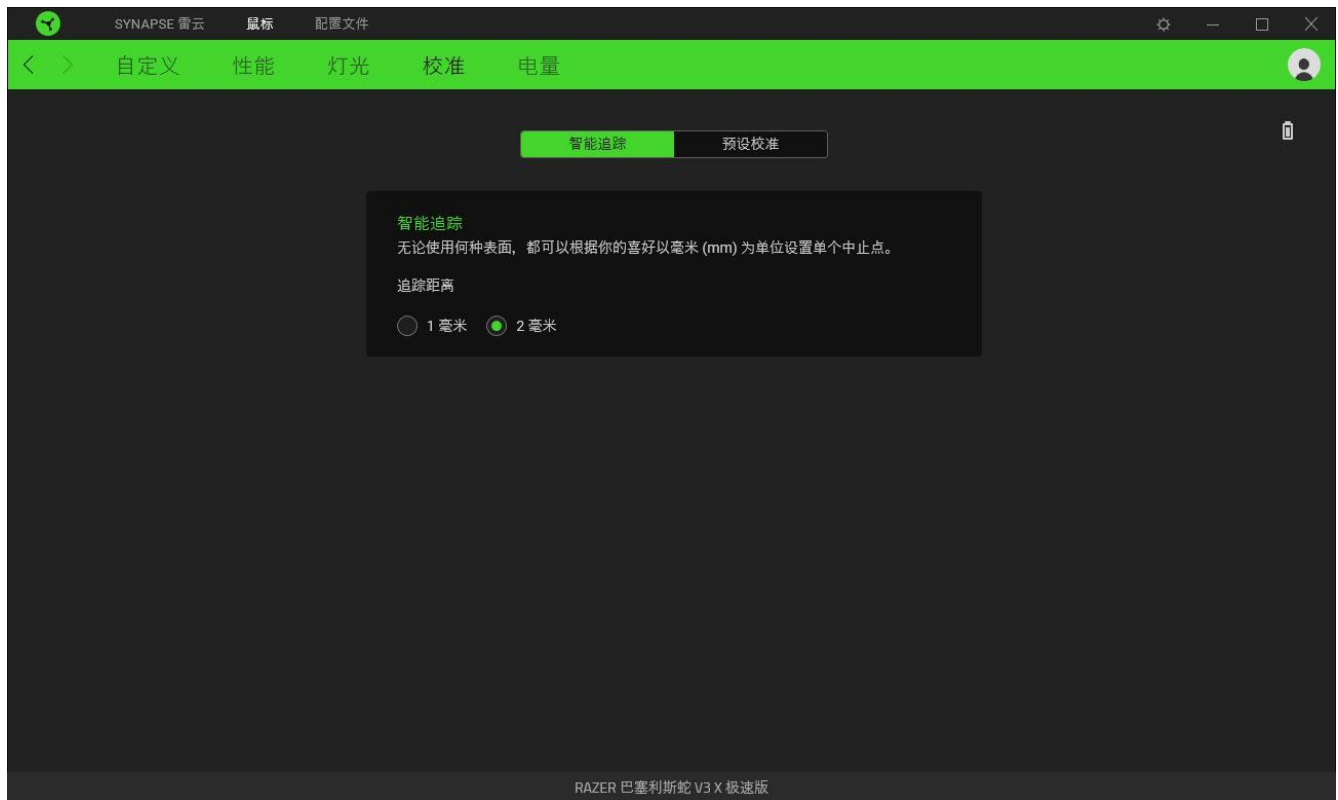 SYNAPSE 雷云 鼠标 配置文件
自定义 性能 灯光 校准 电量
智能追踪 预设校准
智能追踪
无论使用何种表面，都可以根据你的喜好以毫米 (mm) 为单位设置单个中止点。
追踪距离
1 毫米 2 毫米
RAZER 巴塞利斯蛇 V3 X 极速版